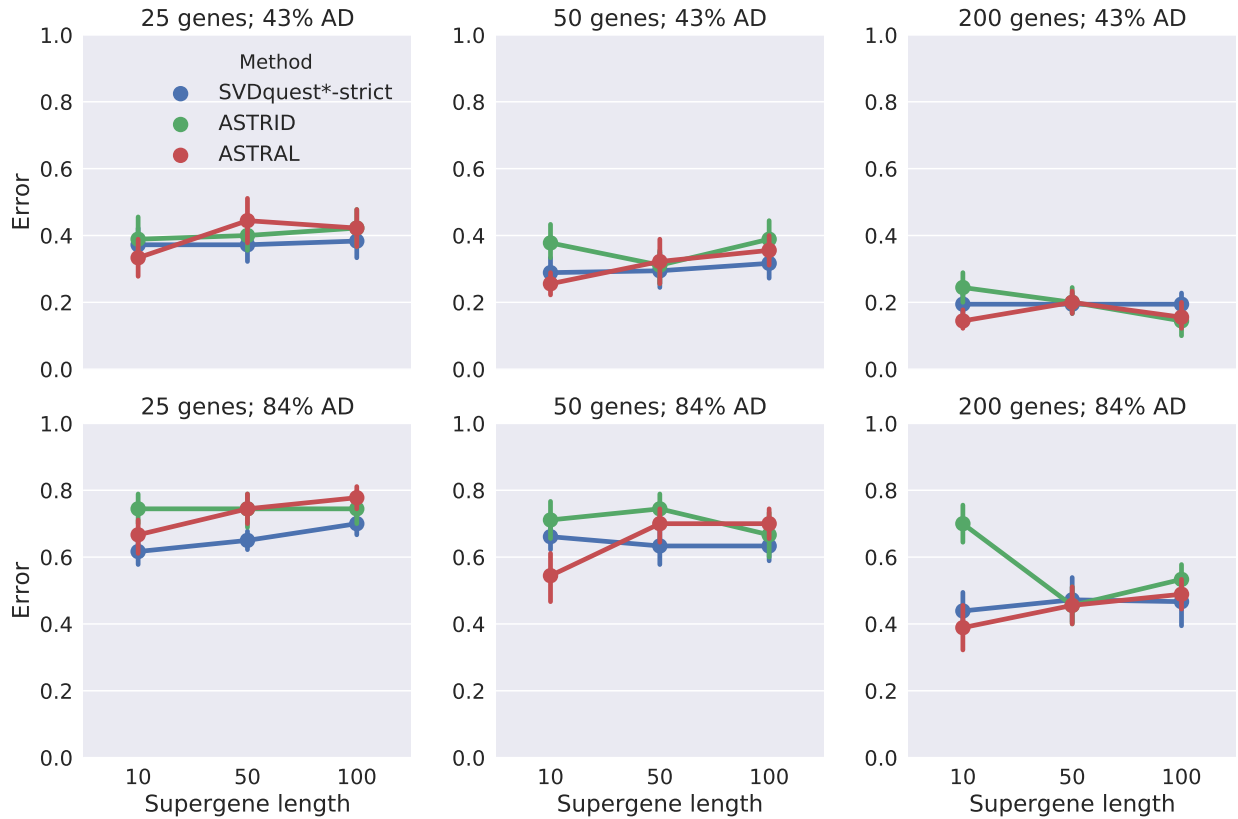 25 genes; 43% AD
50 genes; 43% AD
200 genes; 43% AD
1.0
0.8
0.6
0.4
0.2
0.0
Error
Method
SVDquest*-strict
ASTRID
ASTRAL
1.0
0.8
0.6
0.4
0.2
0.0
1.0
0.8
0.6
0.4
0.2
0.0
25 genes; 84% AD
50 genes; 84% AD
200 genes; 84% AD
1.0
0.8
0.6
0.4
0.2
0.0
Error
10 50 100
Supergene length
1.0
0.8
0.6
0.4
0.2
0.0
10 50 100
Supergene length
1.0
0.8
0.6
0.4
0.2
0.0
10 50 100
Supergene length